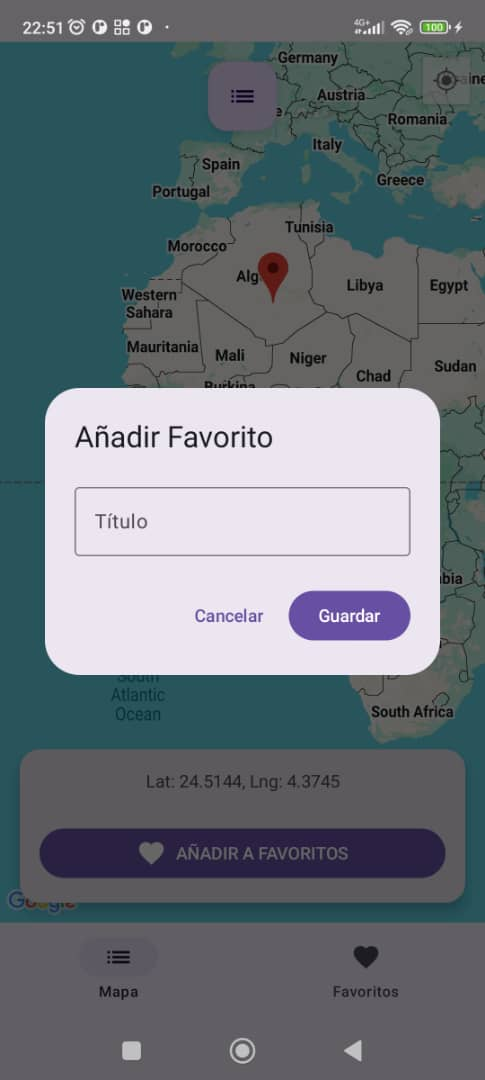 22:51
4G+
100
Germany
Ukraine
Austria
Romania
Italy
Spain
Greece
Portugal
Tunisia
Morocco
Alg
Libya
Egypt
Western
Sahara
Mauritania
Mali
Niger
Sudan
Chad
Burkina
Añadir Favorito
Título
Cancelar
Guardar
South
Atlantic
Ocean
South Africa
Lat: 24.5144, Lng: 4.3745
AÑADIR A FAVORITOS
Google
Mapa
Favoritos